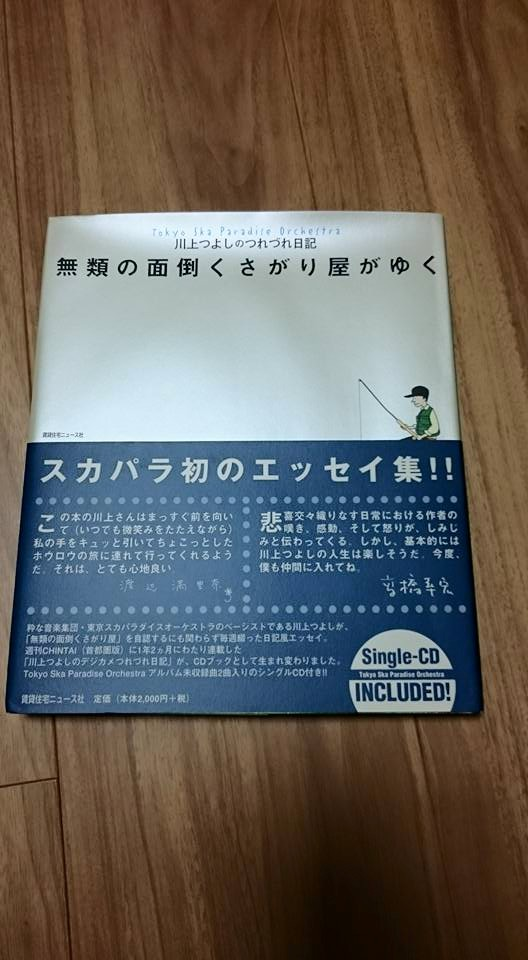 Tokyo Ska Paradise Orchestra
川上つよしのつれづれ日記
無類の面倒くさがり屋がゆく
賃貸住宅ニュース社
スカパラ初のエッセイ集!!
この本の川上さんはまっすぐ前を向い
て(いつでも微笑みをたたえながら)
私の手をキュッと引いてちょこっとした
ホウロウの旅に連れて行ってくれるよう
だ。それは、とても心地良い。
渡辺満里奈
悲喜交々織りなす日常における作者の
嘆き、感動、そして怒りが、しみじ
みと伝わってくる。しかし、基本的には
川上つよしの人生は楽しそうだ。今度、
僕も仲間に入れてね。
高橋幸宏
粋な音楽集団・東京スカパラダイスオーケストラのベーシストである川上つよしが、
「無類の面倒くさがり屋」を自認するにも関わらず毎週綴った日記風エッセイ。
週刊CHINTAI(首都圏版)に1年2ヵ月にわたり連載した
「川上つよしのデジカメつれづれ日記」が、CDブックとして生まれ変わりました。
Tokyo Ska Paradise Orchestra アルバム未収録曲2曲入りのシングルCD付き!!
Single-CD
Tokyo Ska Paradise Orchestra
INCLUDED!
賃貸住宅ニュース社 定価(本体2,000円+税)